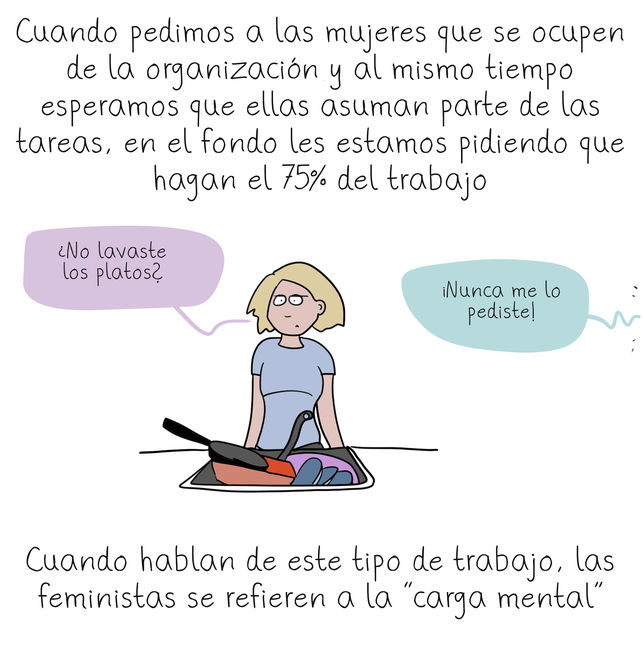 Cuando pedimos a las mujeres que se ocupen
de la organización y al mismo tiempo
esperamos que ellas asuman parte de las
tareas, en el fondo les estamos pidiendo que
hagan el 75% del trabajo
¿No lavaste
los platos?
¡Nunca me lo
pediste!
Cuando hablan de este tipo de trabajo, las
feministas se refieren a la "carga mental"